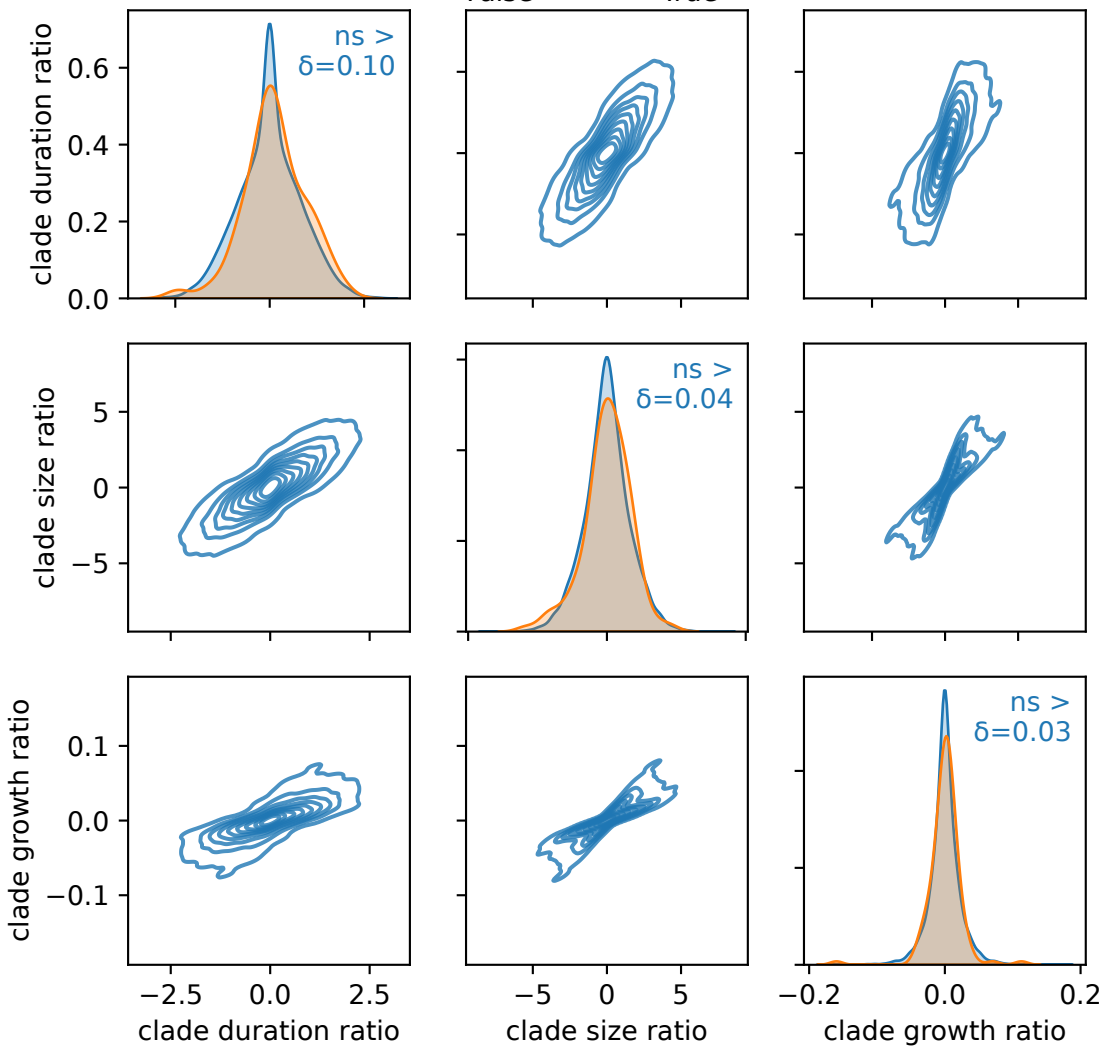 clade duration ratio
0.6
0.4
0.2
0.0
ns >
δ=0.10
clade size ratio
5
0
−5
ns >
δ=0.04
clade growth ratio
0.1
0.0
−0.1
ns >
δ=0.03
−2.5
0.0
2.5
−5
0
5
−0.2
0.0
0.2
clade duration ratio
clade size ratio
clade growth ratio